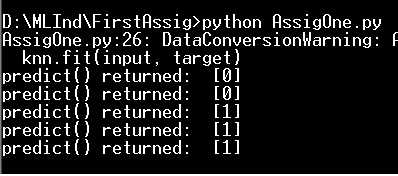 D:\MLInd\FirstAssig>python AssigOne.py
AssigOne.py:26: DataConversionWarning:
knn.fit(input, target)
predict() returned: [0]
predict() returned: [0]
predict() returned: [1]
predict() returned: [1]
predict() returned: [1]